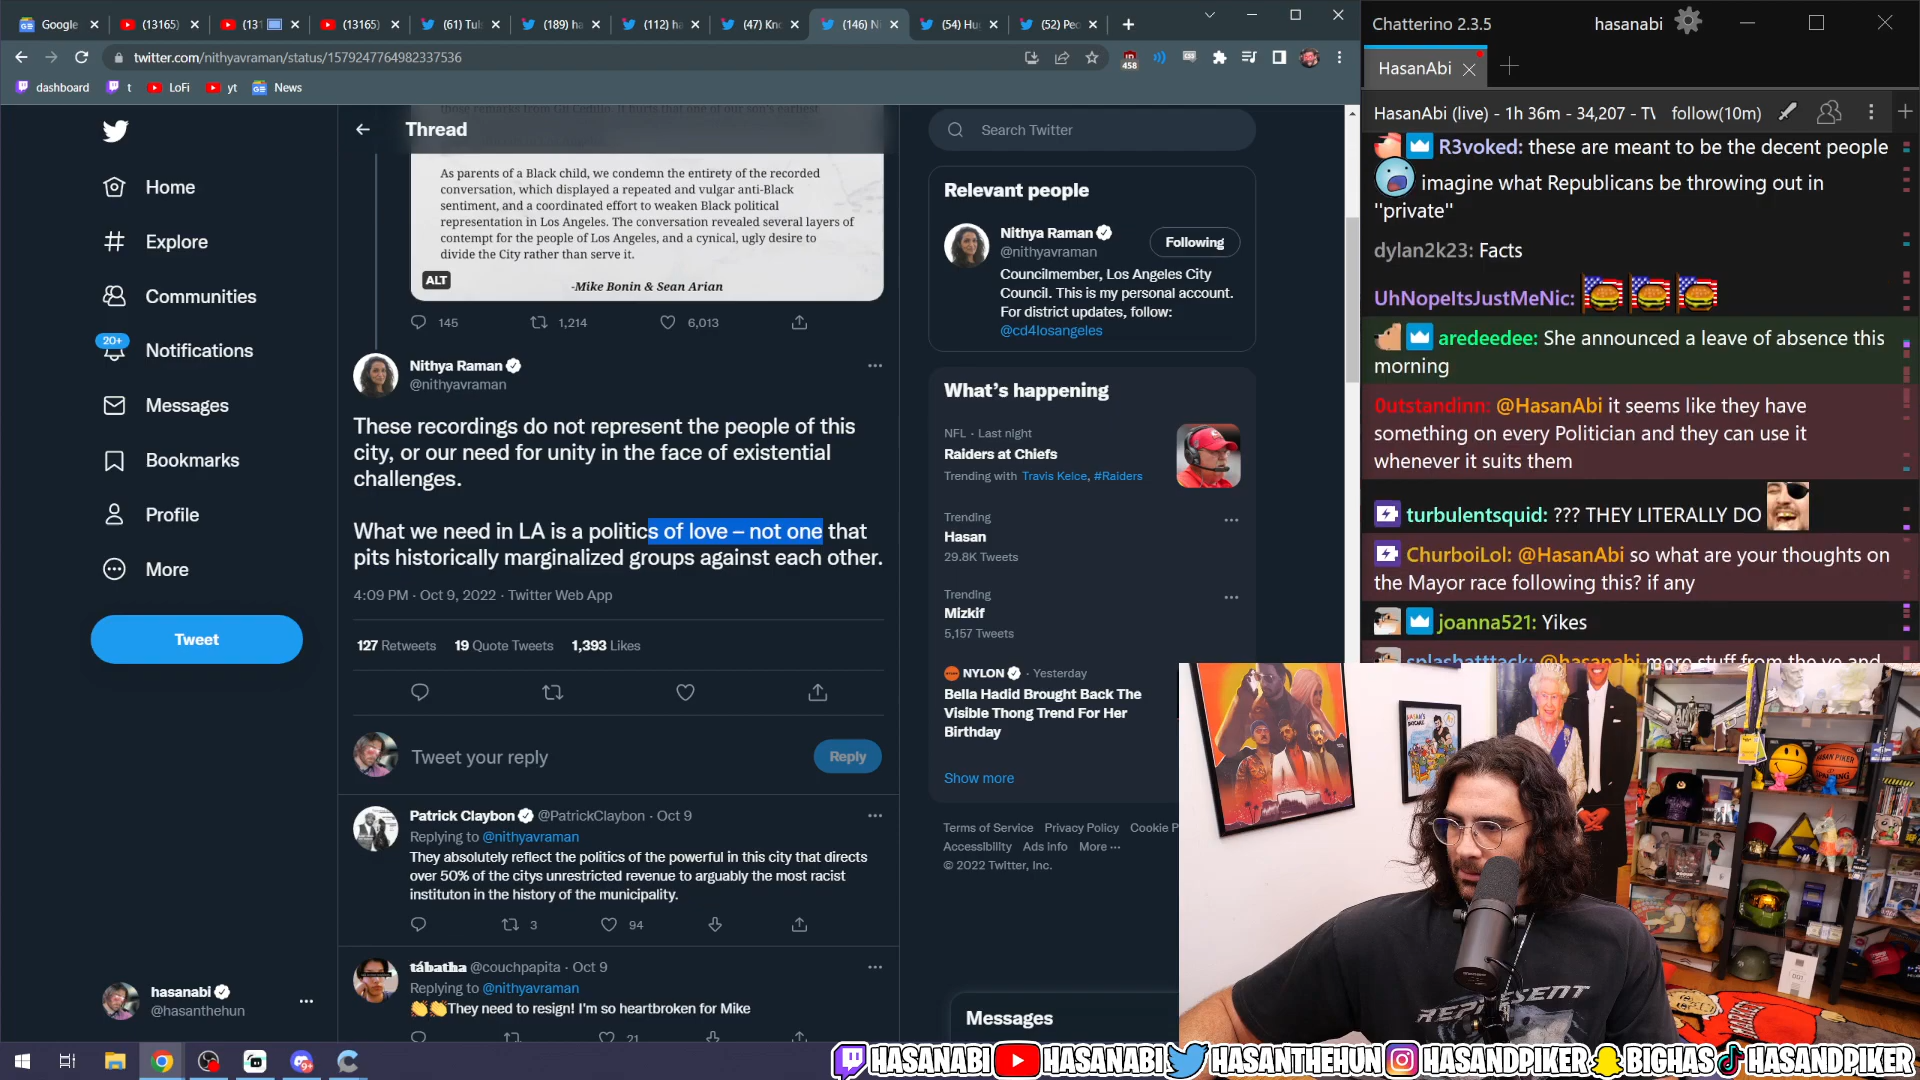 Google
(13165)
(131
(13165)
(61) Tul
(189) ha
(112) ha
(47) Kno
(146) Ni
(54) Hu
(52) Peo
twitter.com/nithyavraman/status/1579247764982337536
458
dashboard
t
LoFi
yt
News
Home
Explore
Communities
20+
Notifications
Messages
Bookmarks
Profile
More
Tweet
hasanabi
@hasanthehun
Thread
As parents of a Black child, we condemn the entirety of the recorded
conversation, which displayed a repeated and vulgar anti-Black
sentiment, and a coordinated effort to weaken Black political
representation in Los Angeles. The conversation revealed several layers of
contempt for the people of Los Angeles, and a cynical, ugly desire to
divide the City rather than serve it.
ALT
-Mike Bonin & Sean Arian
145
1,214
6,013
Nithya Raman
@nithyavraman
These recordings do not represent the people of this
city, or our need for unity in the face of existential
challenges.
What we need in LA is a politics of love – not one that
pits historically marginalized groups against each other.
4:09 PM · Oct 9, 2022 · Twitter Web App
127 Retweets 19 Quote Tweets 1,393 Likes
Tweet your reply
Reply
Patrick Claybon @PatrickClaybon · Oct 9
Replying to @nithyavraman
They absolutely reflect the politics of the powerful in this city that directs
over 50% of the citys unrestricted revenue to arguably the most racist
instituton in the history of the municipality.
3
94
tábatha @couchpapita · Oct 9
Replying to @nithyavraman
👏👏They need to resign! I'm so heartbroken for Mike
21
Search Twitter
Relevant people
Nithya Raman
@nithyavraman
Following
Councilmember, Los Angeles City
Council. This is my personal account.
For district updates, follow:
@cd4losangeles
What's happening
NFL · Last night
Raiders at Chiefs
Trending with Travis Kelce, #Raiders
Trending
Hasan
29.8K Tweets
Trending
Mizkif
5,157 Tweets
NYLON · Yesterday
Bella Hadid Brought Back The
Visible Thong Trend For Her
Birthday
Show more
Terms of Service Privacy Policy Cookie P
Accessibility Ads info More ···
© 2022 Twitter, Inc.
Messages
Chatterino 2.3.5
hasanabi
HasanAbi
HasanAbi (live) - 1h 36m - 34,207 - TV
follow(10m)
R3voked: these are meant to be the decent people
imagine what Republicans be throwing out in
"private"
dylan2k23: Facts
UhNopeItsJustMeNic:
aredeedee: She announced a leave of absence this
morning
0utstandinn: @HasanAbi it seems like they have
something on every Politician and they can use it
whenever it suits them
turbulentsquid: ??? THEY LITERALLY DO
ChurboiLol: @HasanAbi so what are your thoughts on
the Mayor race following this? if any
joanna521: Yikes
splashatttack: @hasanabi more stuff from the ye and
HASAN PIKER
REPRESENT
HASANABI
HASANABI
HASANTHEHUN
HASANDPIKER
BIGHAS
HASANDPIKER